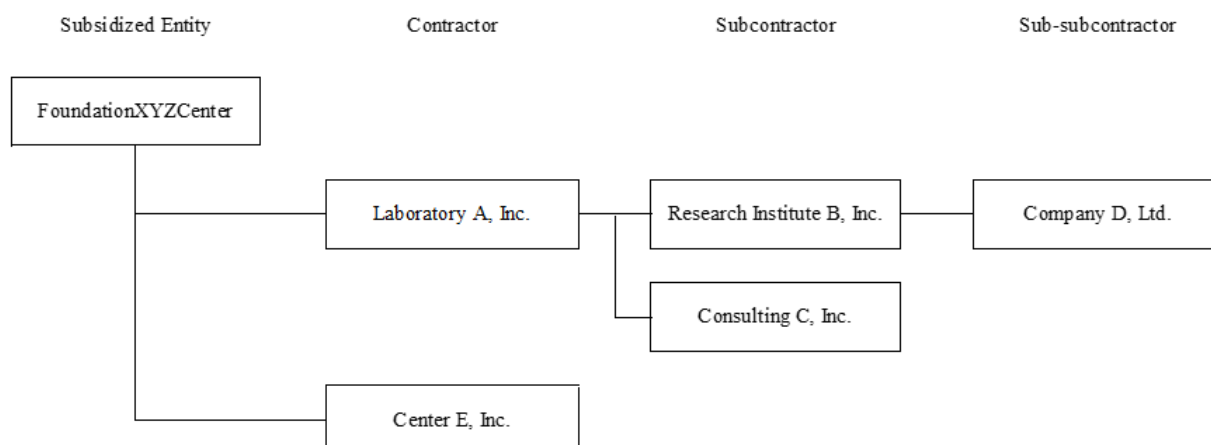 Subsidized Entity
Contractor
Subcontractor
Sub-subcontractor
FoundationXYZCenter
Laboratory A, Inc.
Research Institute B, Inc.
Company D, Ltd.
Consulting C, Inc.
Center E, Inc.